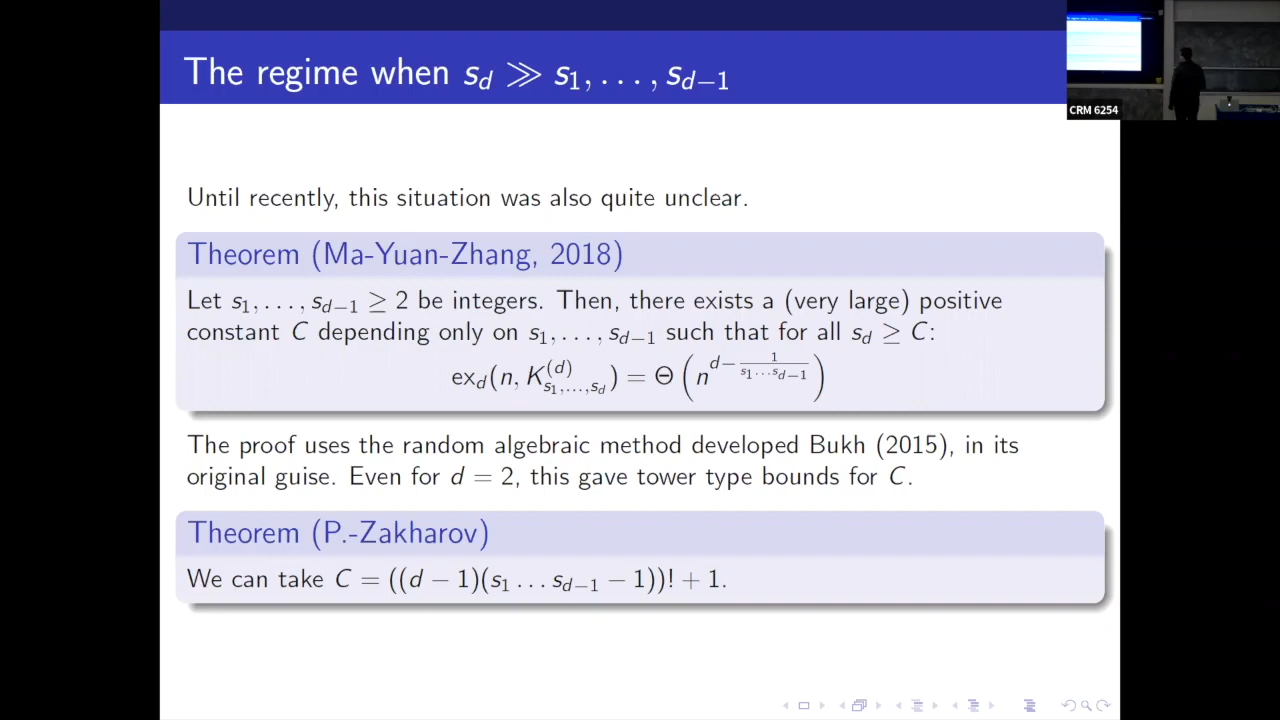 The regime when s_d ≫ s_1, . . . , s_{d−1}
CRM 6254
Until recently, this situation was also quite unclear.
Theorem (Ma-Yuan-Zhang, 2018)
Let s_1, . . . , s_{d−1} ≥ 2 be integers. Then, there exists a (very large) positive
constant C depending only on s_1, . . . , s_{d−1} such that for all s_d ≥ C:
ex_d(n, K^{(d)}_{s_1,...,s_d}) = Θ(n^{d−\frac{1}{s_1...s_{d−1}}})
The proof uses the random algebraic method developed Bukh (2015), in its
original guise. Even for d = 2, this gave tower type bounds for C.
Theorem (P.-Zakharov)
We can take C = ((d − 1)(s_1 . . . s_{d−1} − 1))! + 1.